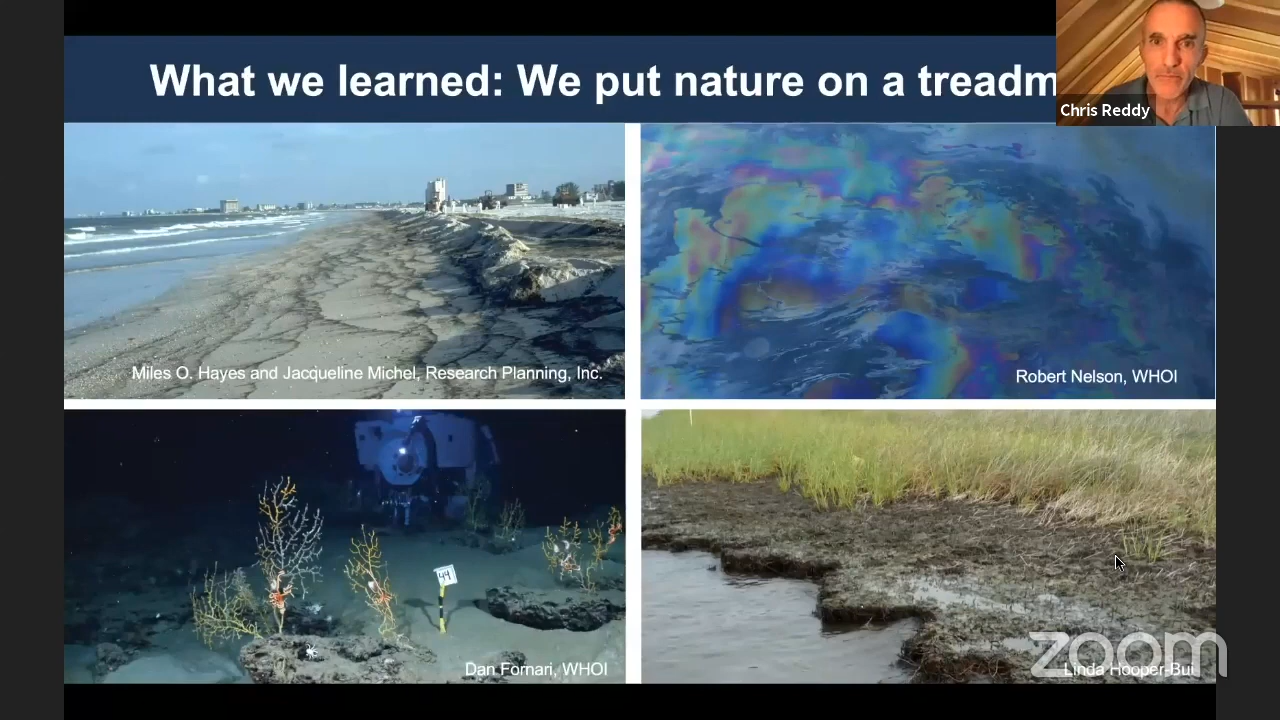 What we learned: We put nature on a treadm
Chris Reddy
Miles O. Hayes and Jacqueline Michel, Research Planning, Inc.
Robert Nelson, WHOI
44
Dan Fornari, WHOI
Linda Hooper-Bui
zoom